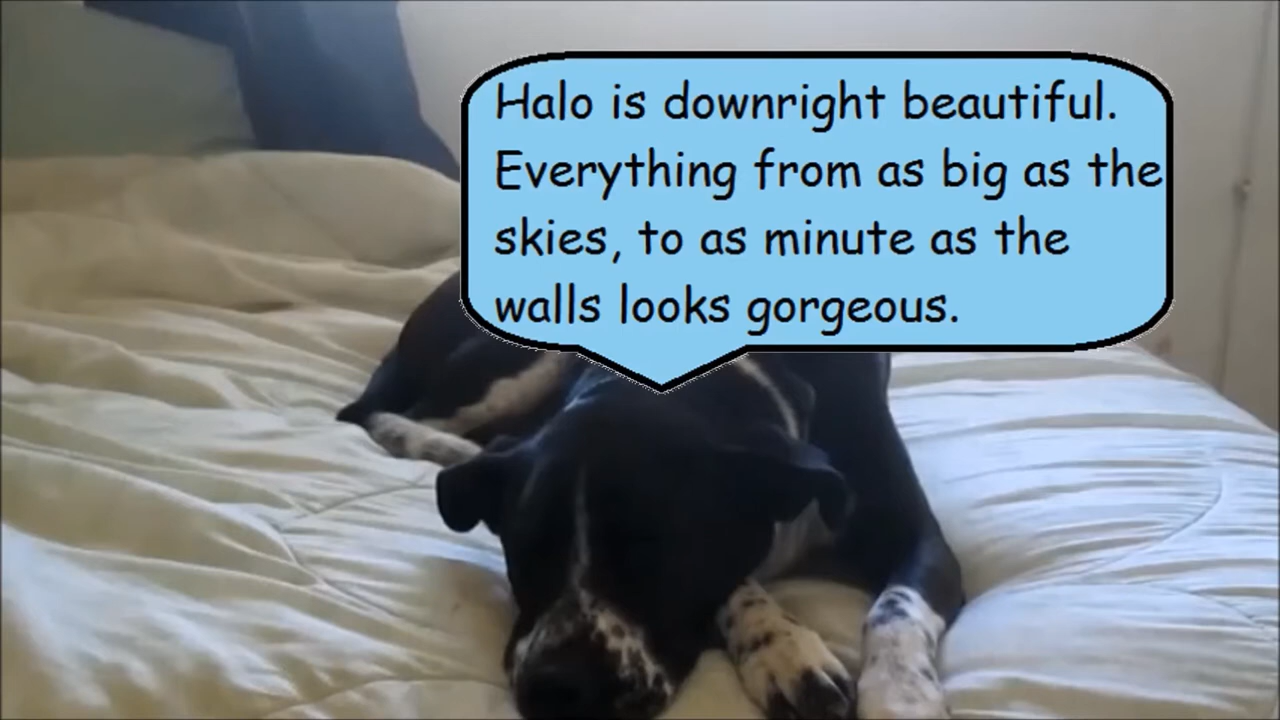 Halo is downright beautiful.
Everything from as big as the
skies, to as minute as the
walls looks gorgeous.